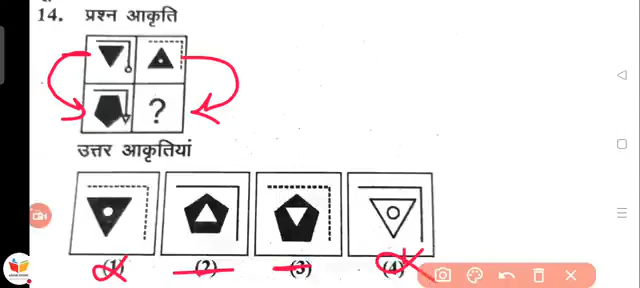 14. प्रश्न आकृति
?
उत्तर आकृतियां
(1) (2) (3) (4)